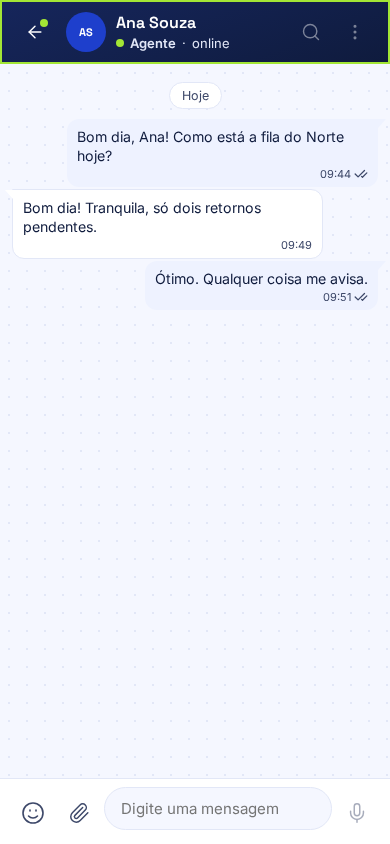 AS
Ana Souza
Agente · online
Hoje
Bom dia, Ana! Como está a fila do Norte
hoje?
09:44
Bom dia! Tranquila, só dois retornos
pendentes.
09:49
Ótimo. Qualquer coisa me avisa.
09:51
Digite uma mensagem